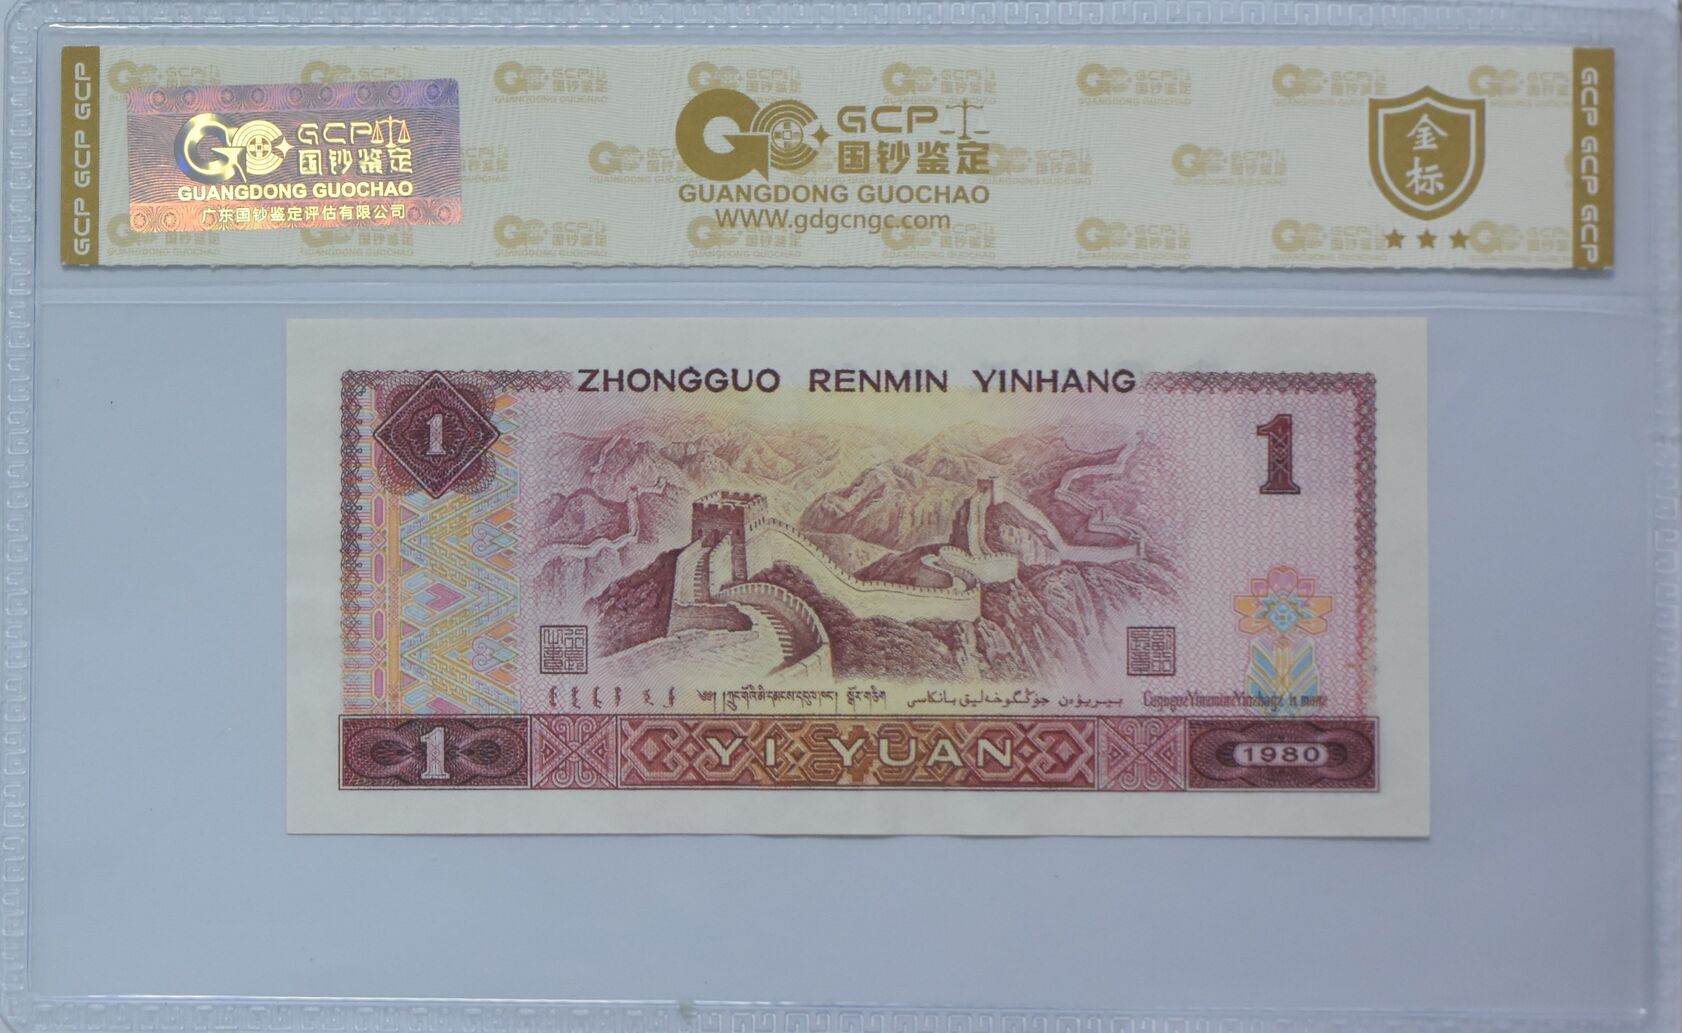 GCP GCP GCP
GCP 国钞鉴定
GUANGDONG GUOCHAO
广东国钞鉴定评估有限公司
GCP
国钞鉴定
GUANGDONG GUOCHAO
WWW.gdgcngc.com
金标
GCP GCP GCP
ZHONGGUO RENMIN YINHANG
1
1
YI YUAN
1
1980